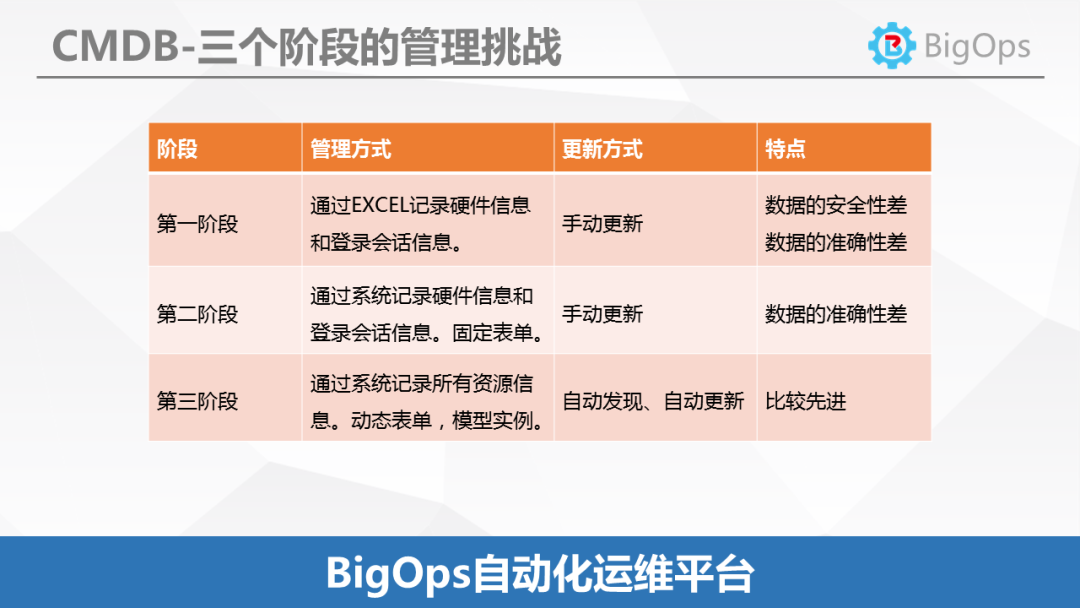 CMDB-三个阶段的管理挑战
BigOps
阶段 管理方式 更新方式 特点
第一阶段
通过EXCEL记录硬件信息
和登录会话信息。
手动更新
数据的安全性差
数据的准确性差
第二阶段
通过系统记录硬件信息和
登录会话信息。固定表单。
手动更新
数据的准确性差
第三阶段
通过系统记录所有资源信
息。动态表单，模型实例。
自动发现、自动更新
比较先进
BigOps自动化运维平台